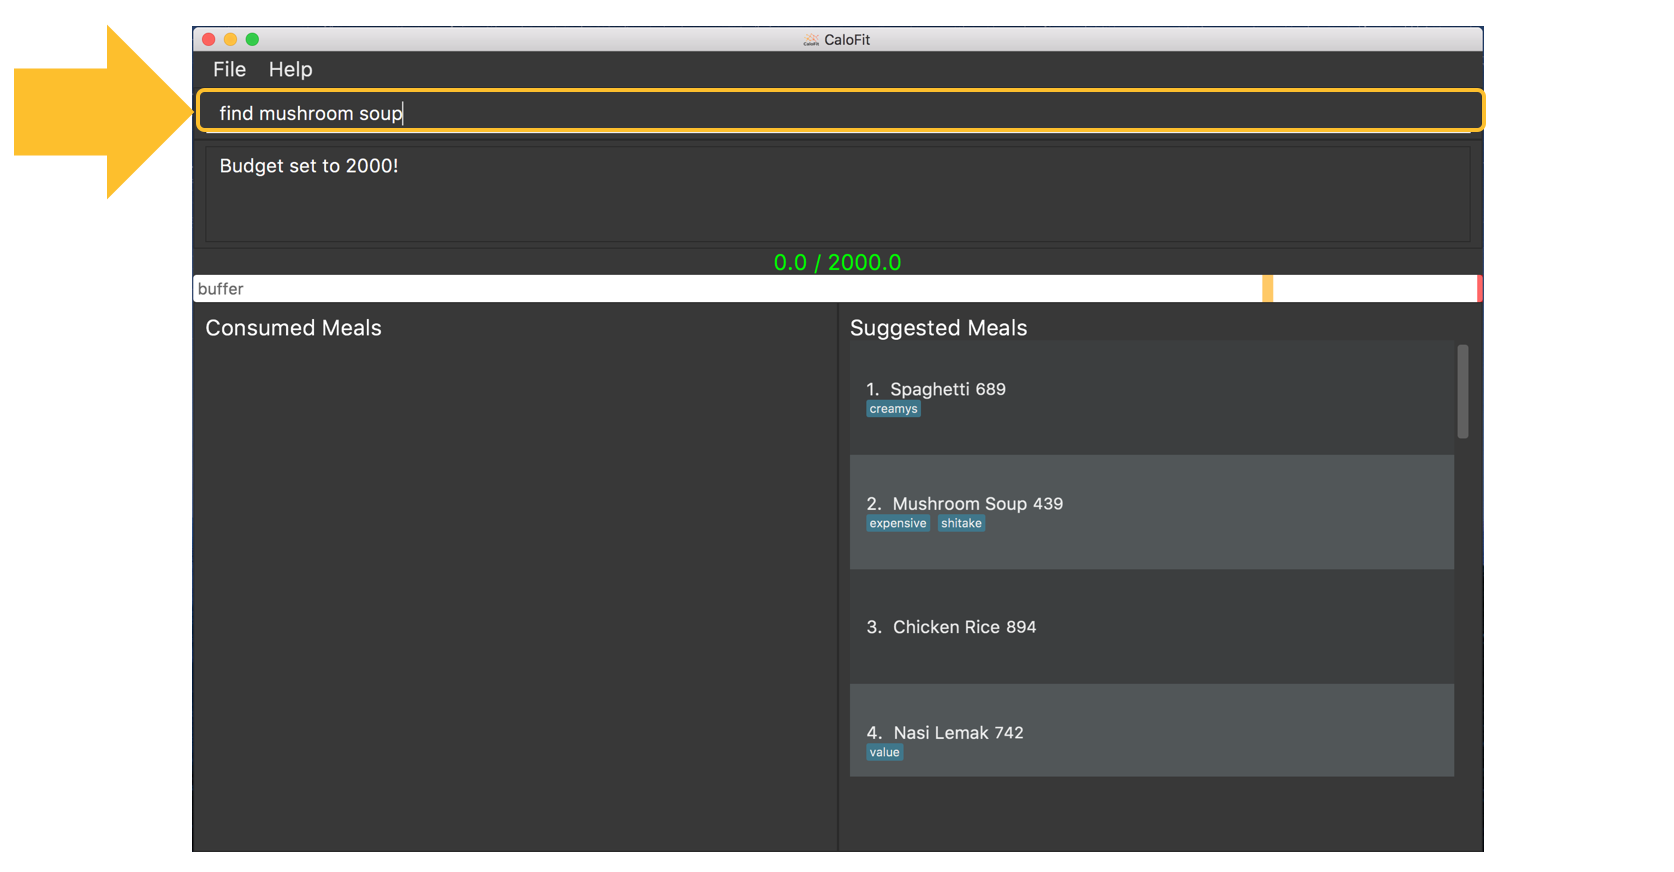 CaloFit CaloFit
File Help
find mushroom soup
Budget set to 2000!
0.0 / 2000.0
buffer
Consumed Meals
Suggested Meals
1. Spaghetti 689
creamys
2. Mushroom Soup 439
expensive shitake
3. Chicken Rice 894
4. Nasi Lemak 742
value